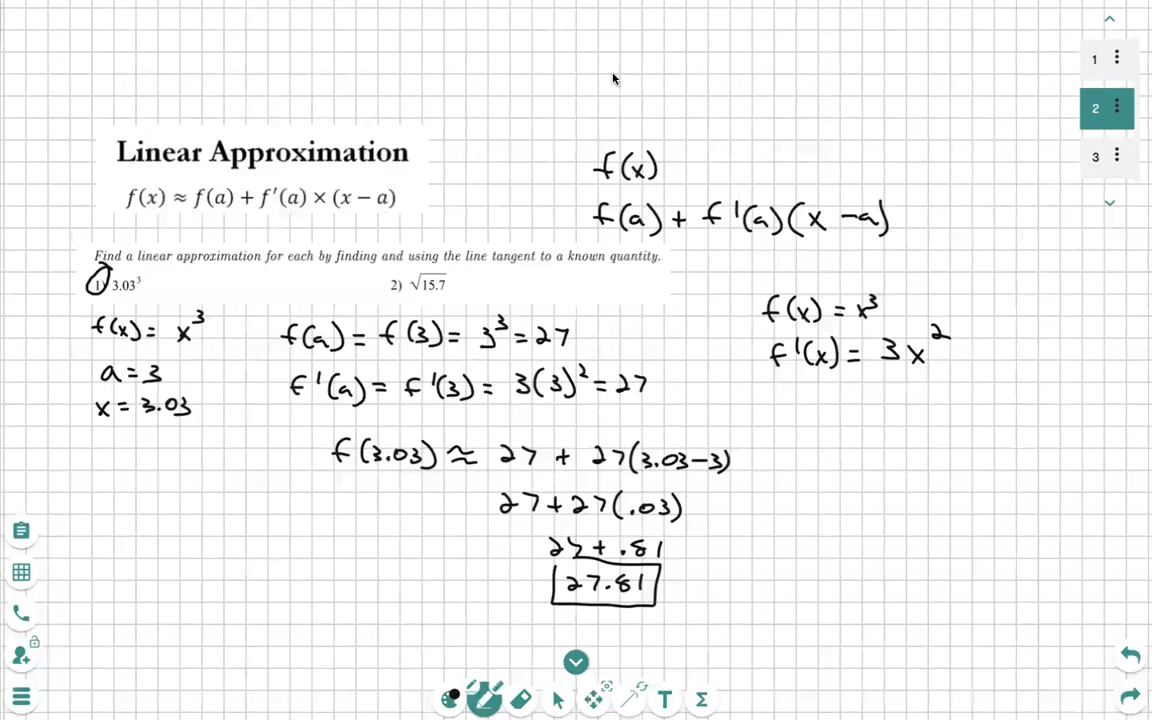 1
2
3
Linear Approximation
f(x) ≈ f(a) + f'(a) × (x − a)
f(x)
f(a) + f'(a)(x - a)
Find a linear approximation for each by finding and using the line tangent to a known quantity.
1) 3.03³
2) √15.7
f(x) = x³
a = 3
x = 3.03
f(a) = f(3) = 3³ = 27
f'(a) = f'(3) = 3(3)² = 27
f(x) = x³
f'(x) = 3x²
f(3.03) ≈ 27 + 27(3.03-3)
27 + 27(.03)
27 + .81
27.81
T Σ